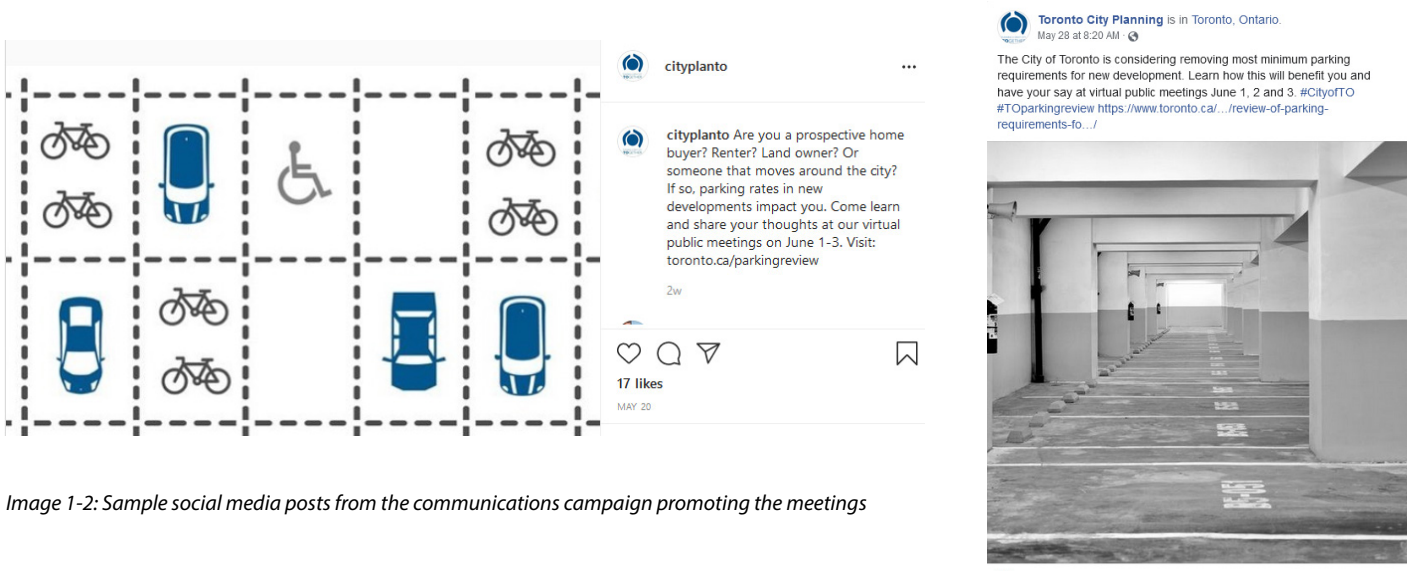 cityplanto
cityplanto Are you a prospective home
buyer? Renter? Land owner? Or
someone that moves around the city?
If so, parking rates in new
developments impact you. Come learn
and share your thoughts at our virtual
public meetings on June 1-3. Visit:
toronto.ca/parkingreview
2w
17 likes
MAY 20
Image 1-2: Sample social media posts from the communications campaign promoting the meetings
Toronto City Planning is in Toronto, Ontario.
May 28 at 8:20 AM ·
The City of Toronto is considering removing most minimum parking
requirements for new development. Learn how this will benefit you and
have your say at virtual public meetings June 1, 2 and 3. #CityofTO
#TOparkingreview https://www.toronto.ca/…/review-of-parking-
requirements-fo…/